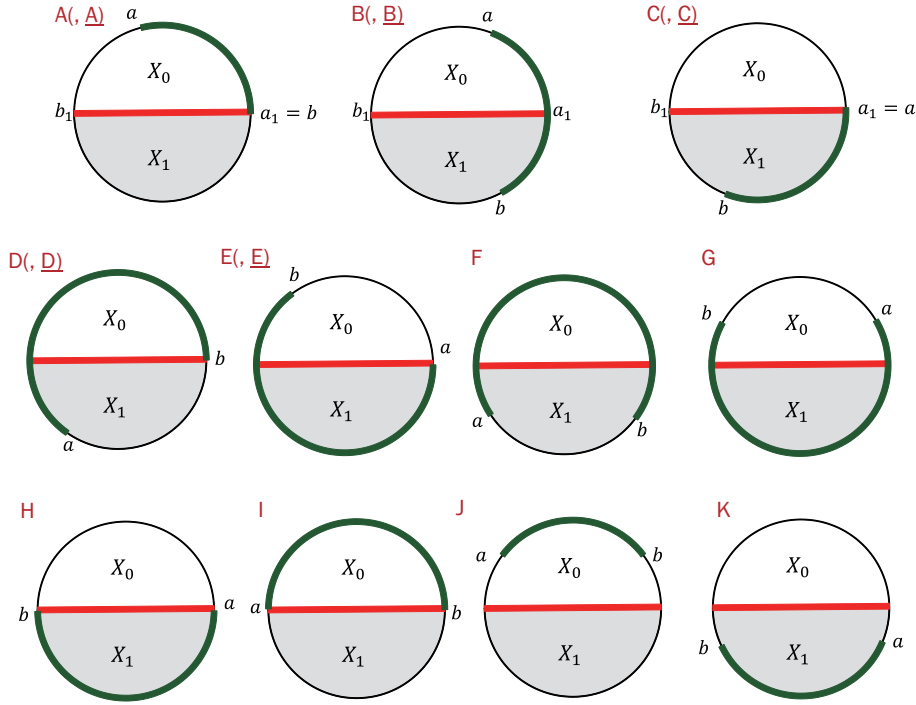 A(, A)
a
X₀
b₁
a₁ = b
X₁
B(, B)
a
X₀
b₁
a₁
X₁
b
C(, C)
X₀
b₁
a₁ = a
X₁
b
D(, D)
X₀
b
X₁
a
E(, E)
b
X₀
a
X₁
F
X₀
X₁
a
b
G
b
a
X₀
X₁
H
X₀
b
a
X₁
I
X₀
a
b
X₁
J
a
b
X₀
X₁
K
X₀
b
a
X₁